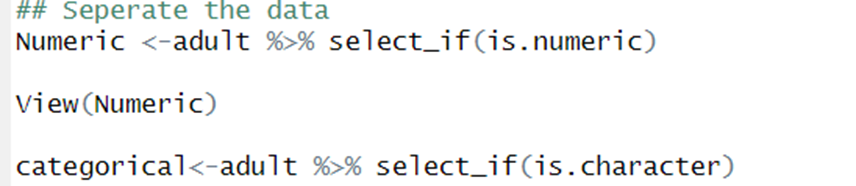 ## Seperate the data
Numeric <-adult %>% select_if(is.numeric)
View(Numeric)
categorical<-adult %>% select_if(is.character)